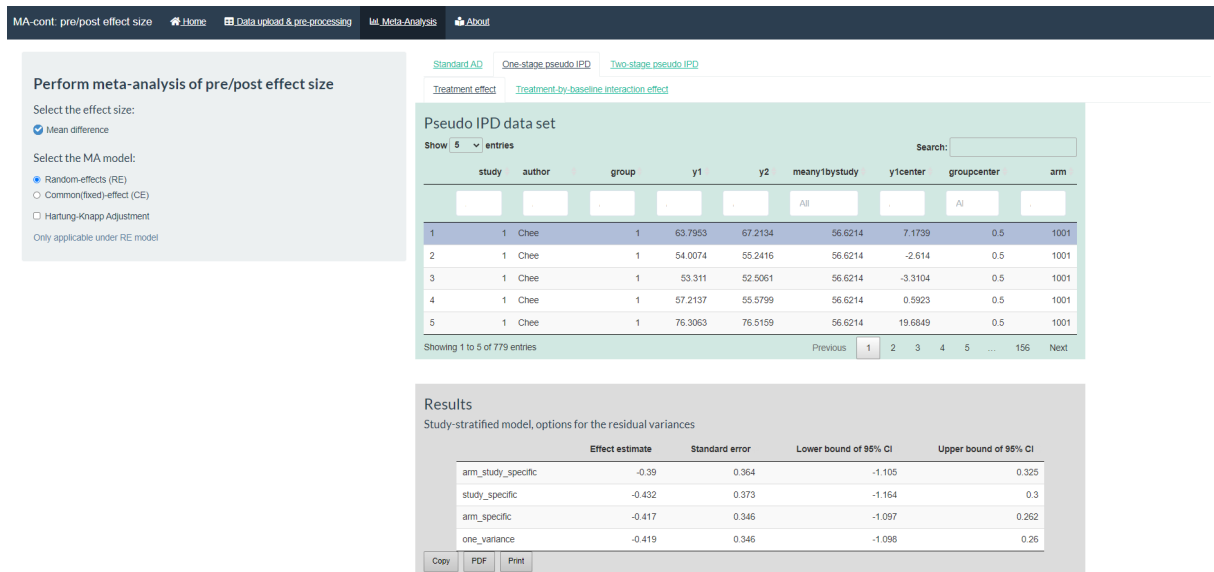 MA-cont: pre/post effect size Home Data upload & pre-processing Meta-Analysis About
Perform meta-analysis of pre/post effect size
Select the effect size:
Mean difference
Select the MA model:
Random-effects (RE)
Common(fixed)-effect (CE)
Hartung-Knapp Adjustment
Only applicable under RE model
Standard AD One-stage pseudo IPD Two-stage pseudo IPD
Treatment effect Treatment-by-baseline interaction effect
Pseudo IPD data set
Show 5 entries Search:
study author group y1 y2 meany1bystudy y1center groupcenter arm
All Al
1 1 Chee 1 63.7953 67.2134 56.6214 7.1739 0.5 1001
2 1 Chee 1 54.0074 55.2416 56.6214 -2.614 0.5 1001
3 1 Chee 1 53.311 52.5061 56.6214 -3.3104 0.5 1001
4 1 Chee 1 57.2137 55.5799 56.6214 0.5923 0.5 1001
5 1 Chee 1 76.3063 76.5159 56.6214 19.6849 0.5 1001
Showing 1 to 5 of 779 entries Previous 1 2 3 4 5 ... 156 Next
Results
Study-stratified model, options for the residual variances
Effect estimate Standard error Lower bound of 95% CI Upper bound of 95% CI
arm_study_specific -0.39 0.364 -1.105 0.325
study_specific -0.432 0.373 -1.164 0.3
arm_specific -0.417 0.346 -1.097 0.262
one_variance -0.419 0.346 -1.098 0.26
Copy PDF Print